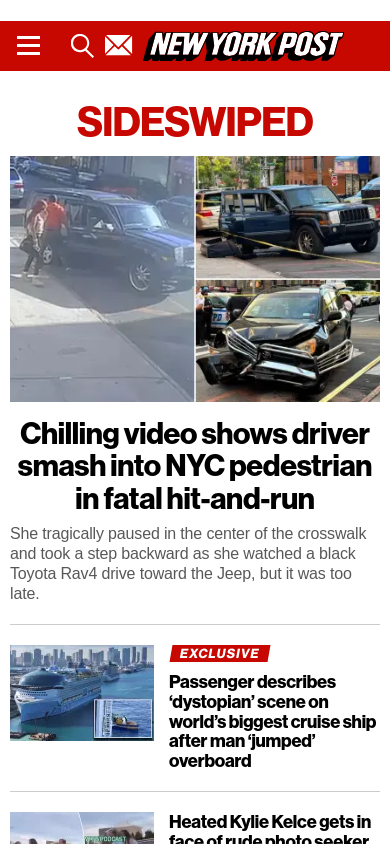 NEW YORK POST
SIDESWIPED
Chilling video shows driver
smash into NYC pedestrian
in fatal hit-and-run
She tragically paused in the center of the crosswalk
and took a step backward as she watched a black
Toyota Rav4 drive toward the Jeep, but it was too
late.
EXCLUSIVE
Passenger describes
‘dystopian’ scene on
world’s biggest cruise ship
after man ‘jumped’
overboard
Heated Kylie Kelce gets in
face of rude photo seeker